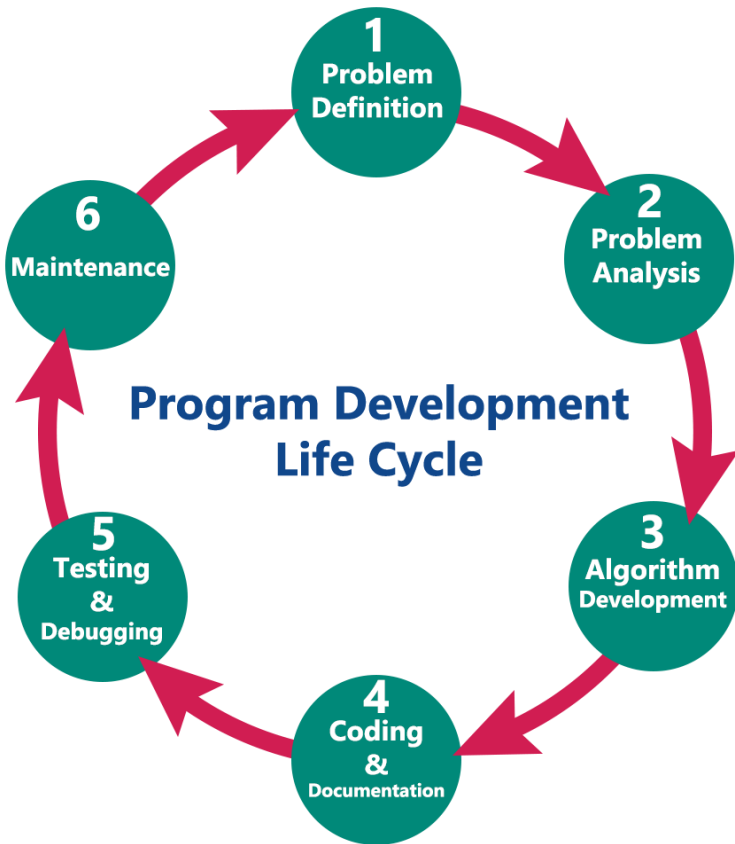 1
Problem
Definition
2
Problem
Analysis
3
Algorithm
Development
4
Coding
&
Documentation
5
Testing
&
Debugging
6
Maintenance
Program Development
Life Cycle